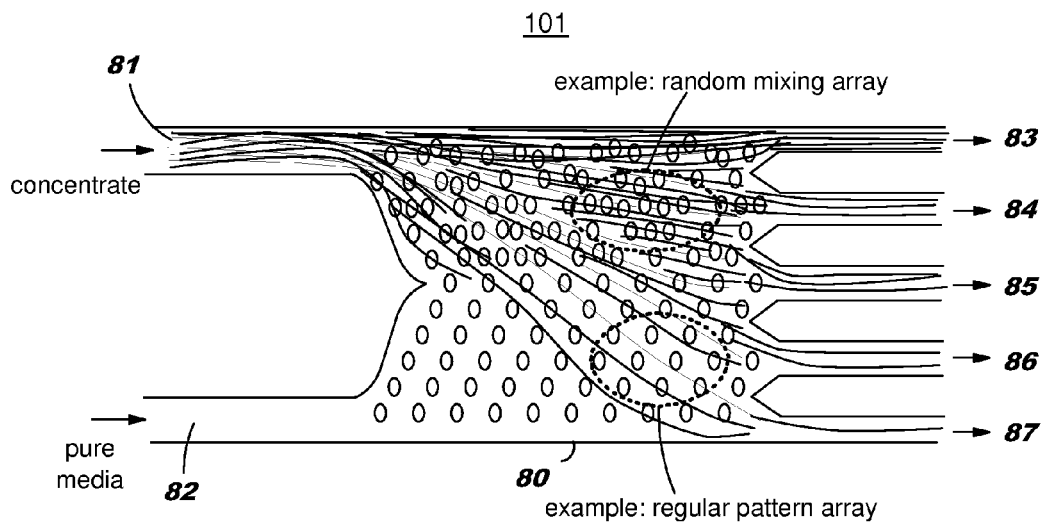 101
81
example: random mixing array
83
concentrate
84
85
86
87
pure
media
82
80
example: regular pattern array